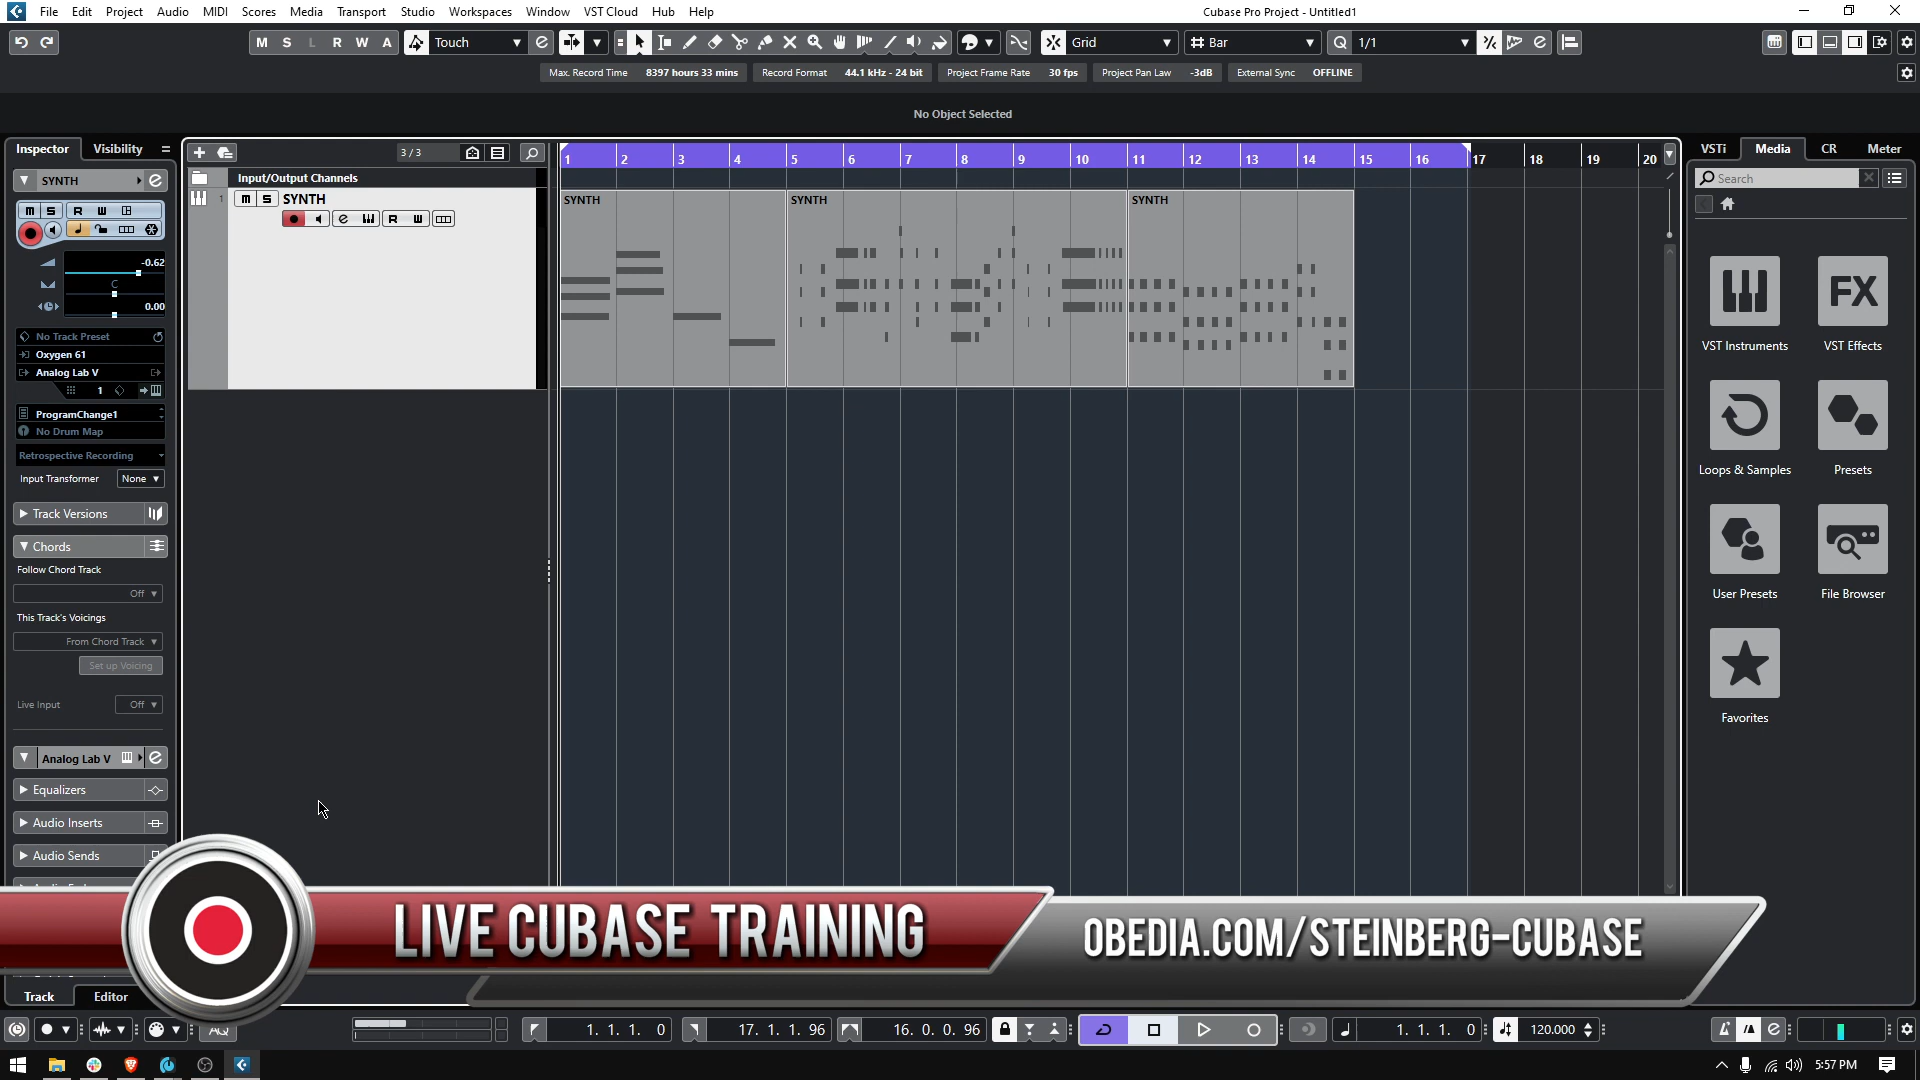 File Edit Project Audio MIDI Scores Media Transport Studio Workspaces Window VST Cloud Hub Help
Cubase Pro Project - Untitled1
M S L R W A Touch
Grid
Bar
Q 1/1
Max. Record Time 8397 hours 33 mins
Record Format 44.1 kHz - 24 bit
Project Frame Rate 30 fps
Project Pan Law -3dB
External Sync OFFLINE
No Object Selected
Inspector Visibility
SYNTH
M S R W
-0.62
C
0.00
No Track Preset
Oxygen 61
Analog Lab V
1
ProgramChange1
No Drum Map
Retrospective Recording
Input Transformer None
Track Versions
Chords
Follow Chord Track
Off
This Track's Voicings
From Chord Track
Set up Voicing
Live Input Off
Analog Lab V
Equalizers
Audio Inserts
Audio Sends
Track Editor
3 / 3
Input/Output Channels
1 M S SYNTH
R W
1 2 3 4 5 6 7 8 9 10 11 12 13 14 15 16 17 18 19 20
SYNTH SYNTH SYNTH
VSTi Media CR Meter
Search
VST Instruments
FX
VST Effects
Loops & Samples
Presets
User Presets
File Browser
Favorites
LIVE CUBASE TRAINING
OBEDIA.COM/STEINBERG-CUBASE
AQ
1. 1. 1. 0
17. 1. 1. 96
16. 0. 0. 96
1. 1. 1. 0
120.000
5:57 PM